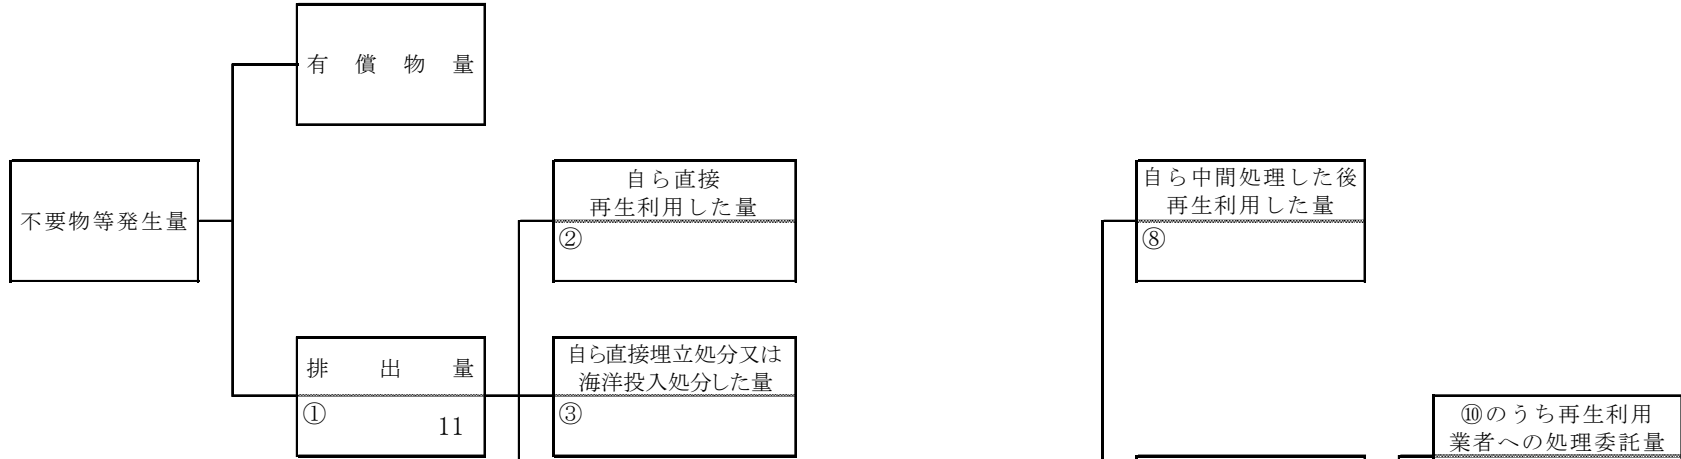 有償物量
不要物等発生量
自ら直接
再生利用した量
②
自ら中間処理した後
再生利用した量
⑧
排出量
①
11
自ら直接埋立処分又は
海洋投入処分した量
③
⑩のうち再生利用
業者への処理委託量